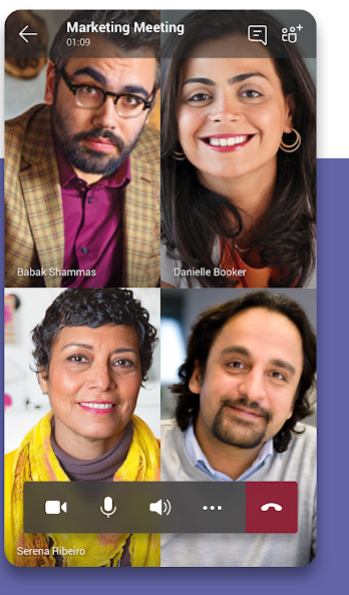 Marketing Meeting
01:09
Babak Shammas
Danielle Booker
Serena Ribeiro